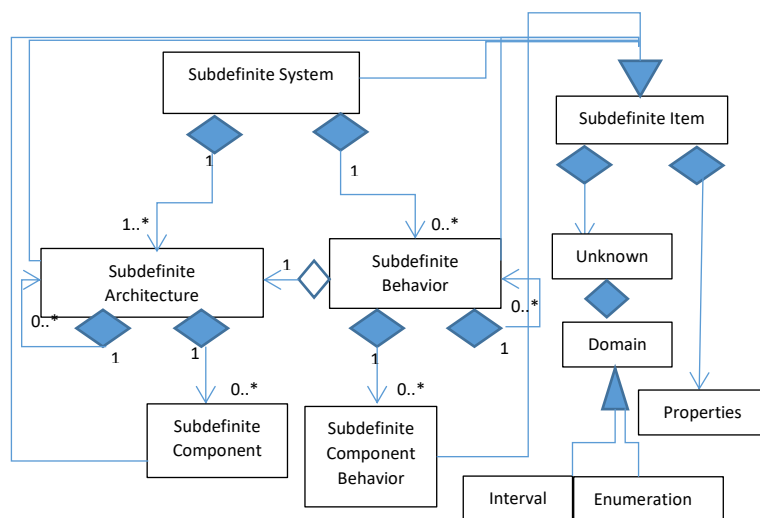 Subdefinite System
Subdefinite Item
1
1
1..*
0..*
Subdefinite
Architecture
1
Subdefinite
Behavior
Unknown
0..*
1
1
1
0..*
1
Domain
0..*
0..*
Subdefinite
Component
Subdefinite
Component
Behavior
Properties
Interval
Enumeration